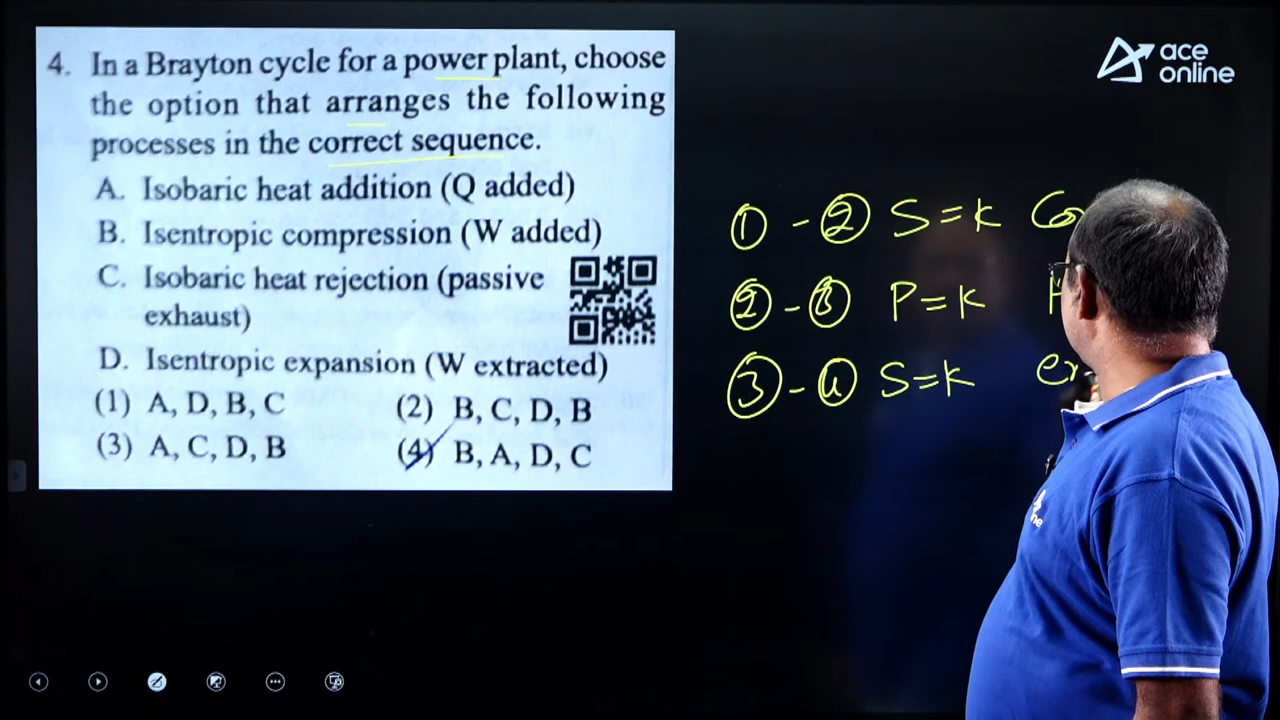 4. In a Brayton cycle for a power plant, choose
the option that arranges the following
processes in the correct sequence.
A. Isobaric heat addition (Q added)
B. Isentropic compression (W added)
C. Isobaric heat rejection (passive
exhaust)
D. Isentropic expansion (W extracted)
(1) A, D, B, C
(2) B, C, D, B
(3) A, C, D, B
(4) B, A, D, C
ace
online
1 - 2 S=K Co
2 - 3 P=K
3 - 4 S=K ex